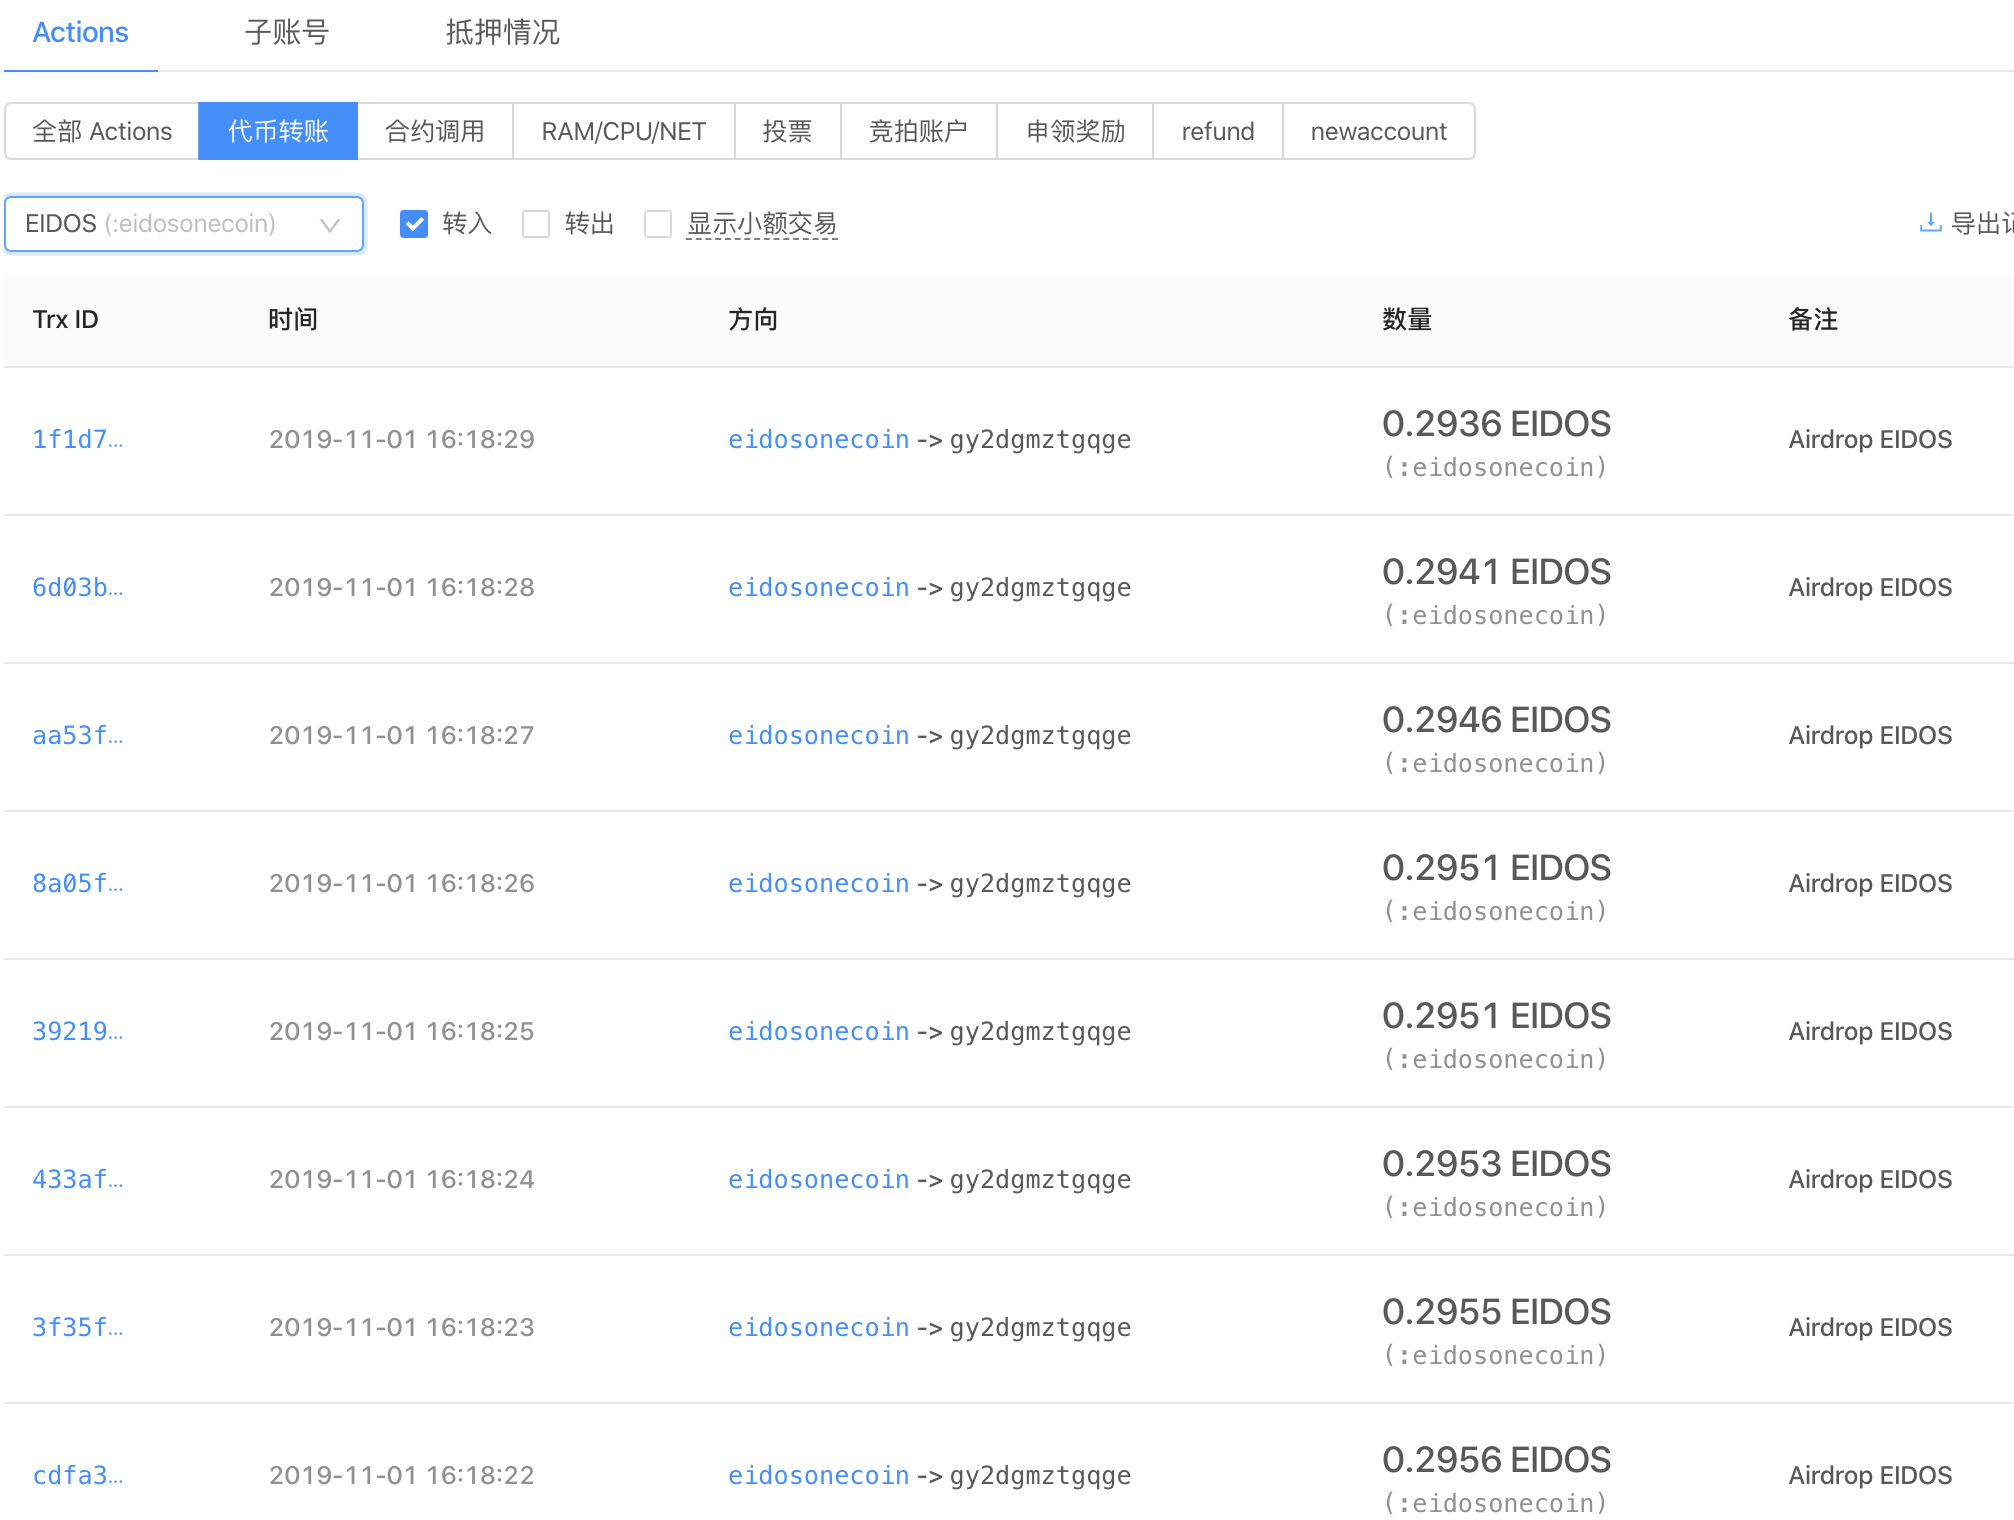 Actions 子账号 抵押情况
全部 Actions 代币转账 合约调用 RAM/CPU/NET 投票 竞拍账户 申领奖励 refund newaccount
EIDOS (:eidosonecoin) 转入 转出 显示小额交易 导出
Trx ID 时间 方向 数量 备注
1f1d7... 2019-11-01 16:18:29 eidosonecoin -> gy2dgmztgqge 0.2936 EIDOS Airdrop EIDOS
(:eidosonecoin)
6d03b... 2019-11-01 16:18:28 eidosonecoin -> gy2dgmztgqge 0.2941 EIDOS Airdrop EIDOS
(:eidosonecoin)
aa53f... 2019-11-01 16:18:27 eidosonecoin -> gy2dgmztgqge 0.2946 EIDOS Airdrop EIDOS
(:eidosonecoin)
8a05f... 2019-11-01 16:18:26 eidosonecoin -> gy2dgmztgqge 0.2951 EIDOS Airdrop EIDOS
(:eidosonecoin)
39219... 2019-11-01 16:18:25 eidosonecoin -> gy2dgmztgqge 0.2951 EIDOS Airdrop EIDOS
(:eidosonecoin)
433af... 2019-11-01 16:18:24 eidosonecoin -> gy2dgmztgqge 0.2953 EIDOS Airdrop EIDOS
(:eidosonecoin)
3f35f... 2019-11-01 16:18:23 eidosonecoin -> gy2dgmztgqge 0.2955 EIDOS Airdrop EIDOS
(:eidosonecoin)
cdfa3... 2019-11-01 16:18:22 eidosonecoin -> gy2dgmztgqge 0.2956 EIDOS Airdrop EIDOS
(:eidosonecoin)